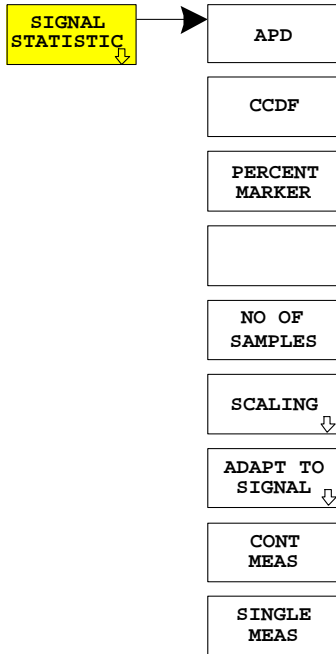 SIGNAL
STATISTIC
APD
CCDF
PERCENT
MARKER
NO OF
SAMPLES
SCALING
ADAPT TO
SIGNAL
CONT
MEAS
SINGLE
MEAS